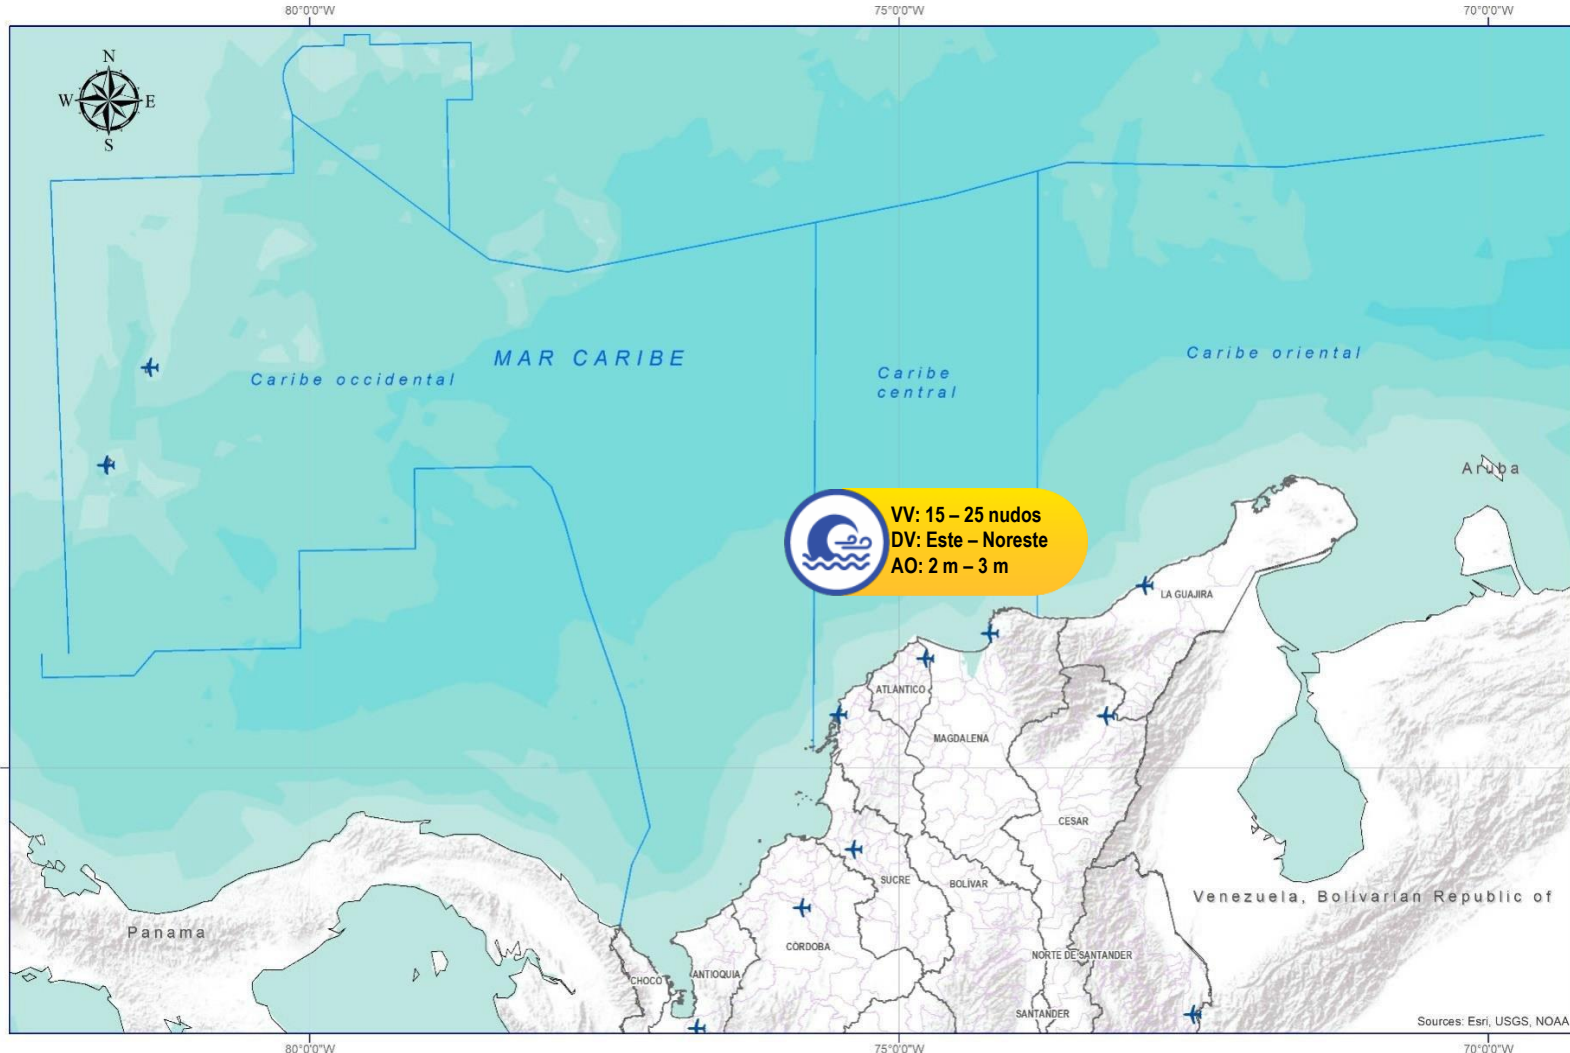 80°0'0"W
75°0'0"W
70°0'0"W
N
W
E
S
MAR CARIBE
Caribe occidental
Caribe
central
Caribe oriental
Aruba
VV: 15 – 25 nudos
DV: Este – Noreste
AO: 2 m – 3 m
LA GUAJIRA
ATLANTICO
MAGDALENA
CESAR
SUCRE
BOLIVAR
Venezuela, Bolivarian Republic of
Panama
CORDOBA
NORTE DE SANTANDER
CHOCO
ANTIOQUIA
SANTANDER
Sources: Esri, USGS, NOAA
80°0'0"W
75°0'0"W
70°0'0"W